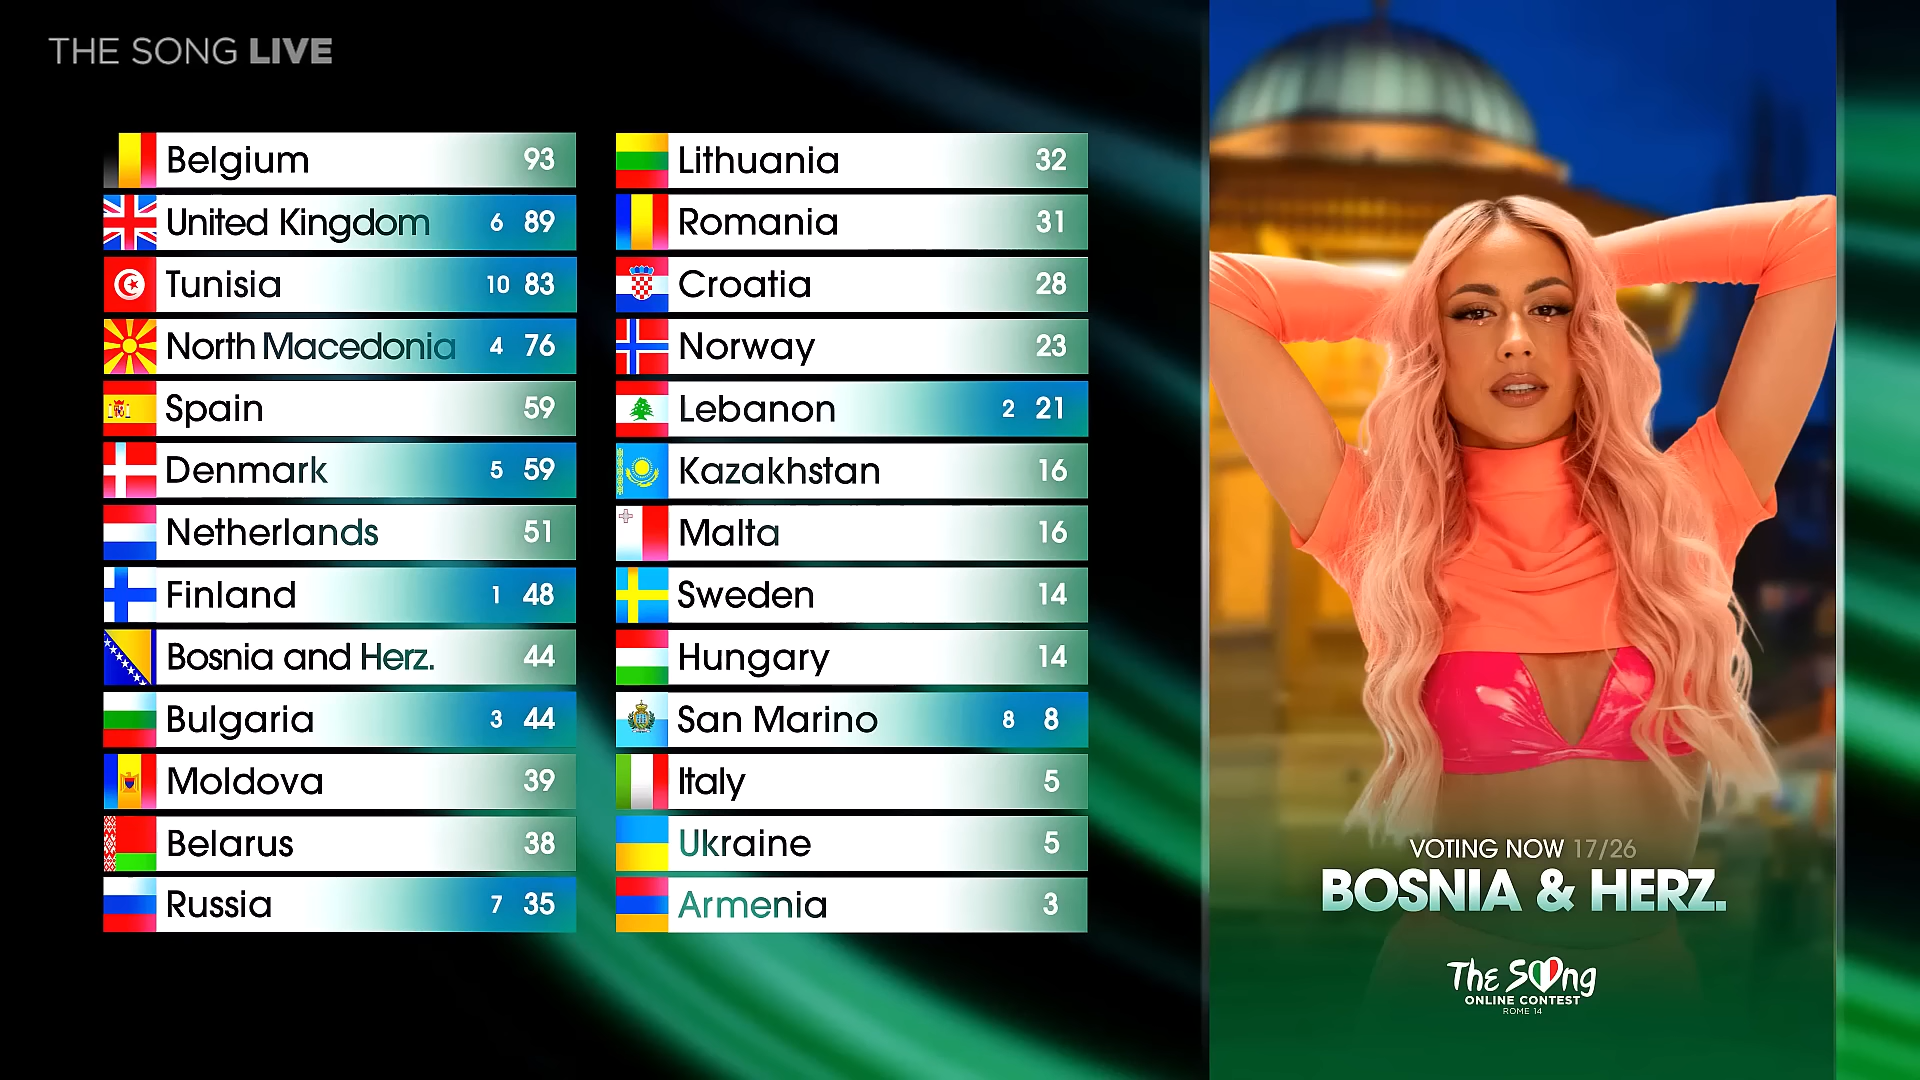 THE SONG LIVE
Belgium 93
United Kingdom 6 89
Tunisia 10 83
North Macedonia 4 76
Spain 59
Denmark 5 59
Netherlands 51
Finland 1 48
Bosnia and Herz. 44
Bulgaria 3 44
Moldova 39
Belarus 38
Russia 7 35
Lithuania 32
Romania 31
Croatia 28
Norway 23
Lebanon 2 21
Kazakhstan 16
Malta 16
Sweden 14
Hungary 14
San Marino 8 8
Italy 5
Ukraine 5
Armenia 3
VOTING NOW 17/26
BOSNIA & HERZ.
The Song
ONLINE CONTEST
ROME 14